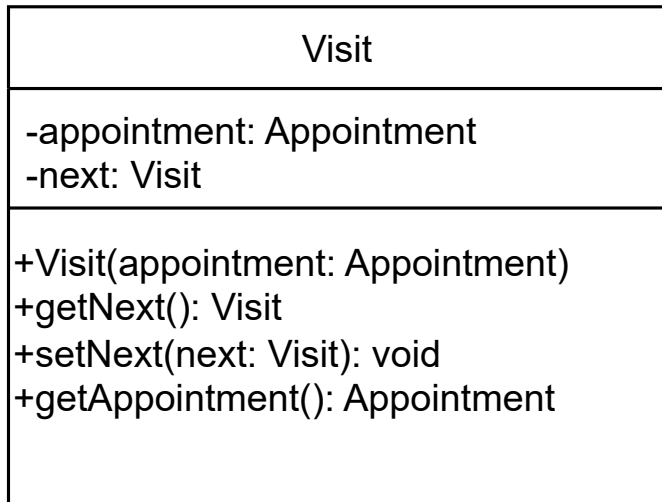 Visit
-appointment: Appointment
-next: Visit
+Visit(appointment: Appointment)
+getNext(): Visit
+setNext(next: Visit): void
+getAppointment(): Appointment